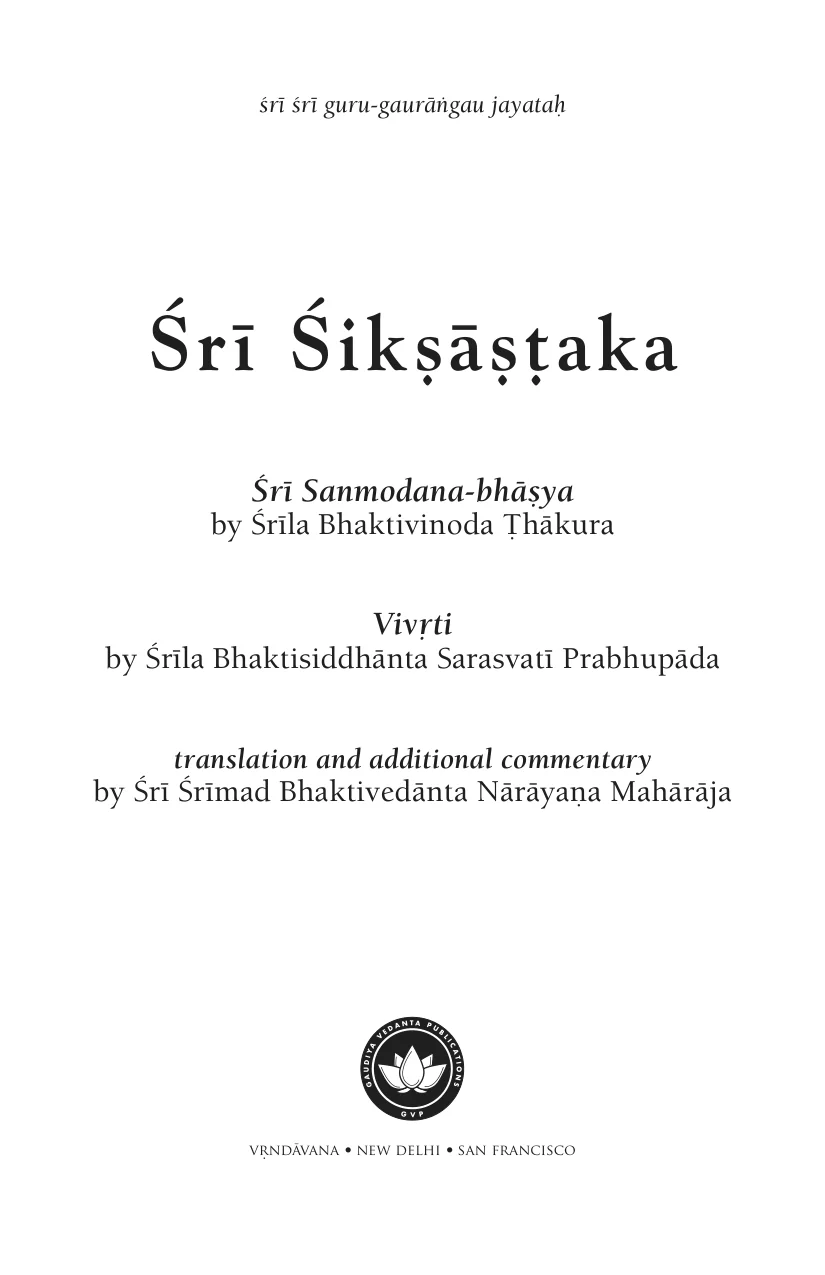 śrī śrī guru-gaurāṅgau jayataḥ
Śrī Śikṣāṣṭaka
Śrī Sanmodana-bhāṣya
by Śrīla Bhaktivinoda Ṭhākura
Vivṛti
by Śrīla Bhaktisiddhānta Sarasvatī Prabhupāda
translation and additional commentary
by Śrī Śrīmad Bhaktivedānta Nārāyaṇa Mahārāja
GAUDIYA VEDANTA PUBLICATIONS
GVP
VṚNDĀVANA • NEW DELHI • SAN FRANCISCO